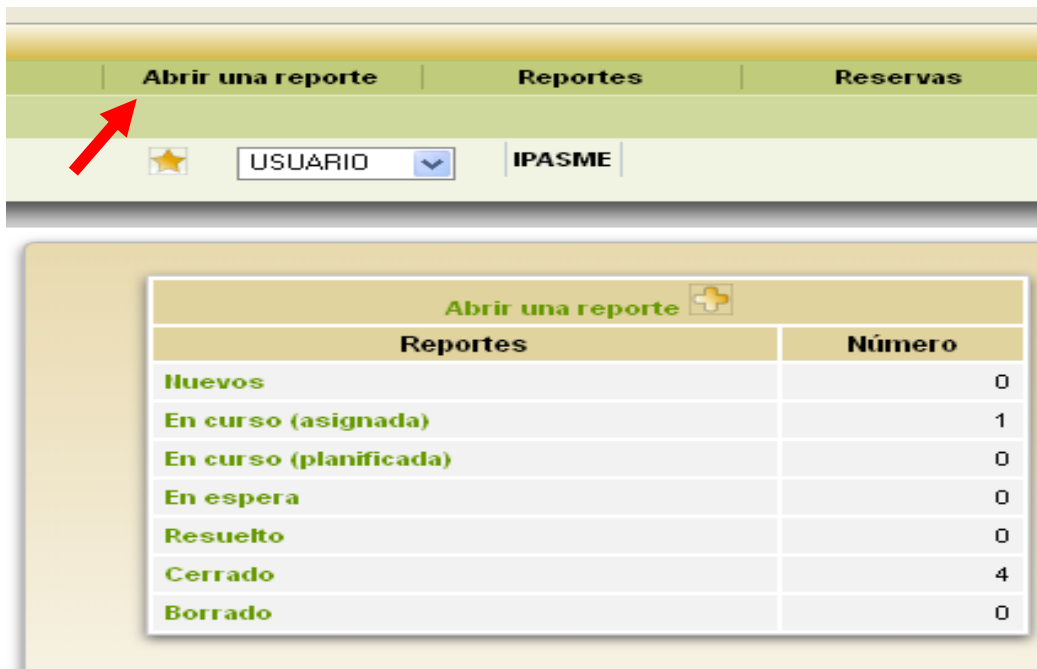 Abrir una reporte Reportes Reservas
USUARIO IPASME
Abrir una reporte
Reportes Número
Nuevos 0
En curso (asignada) 1
En curso (planificada) 0
En espera 0
Resuelto 0
Cerrado 4
Borrado 0